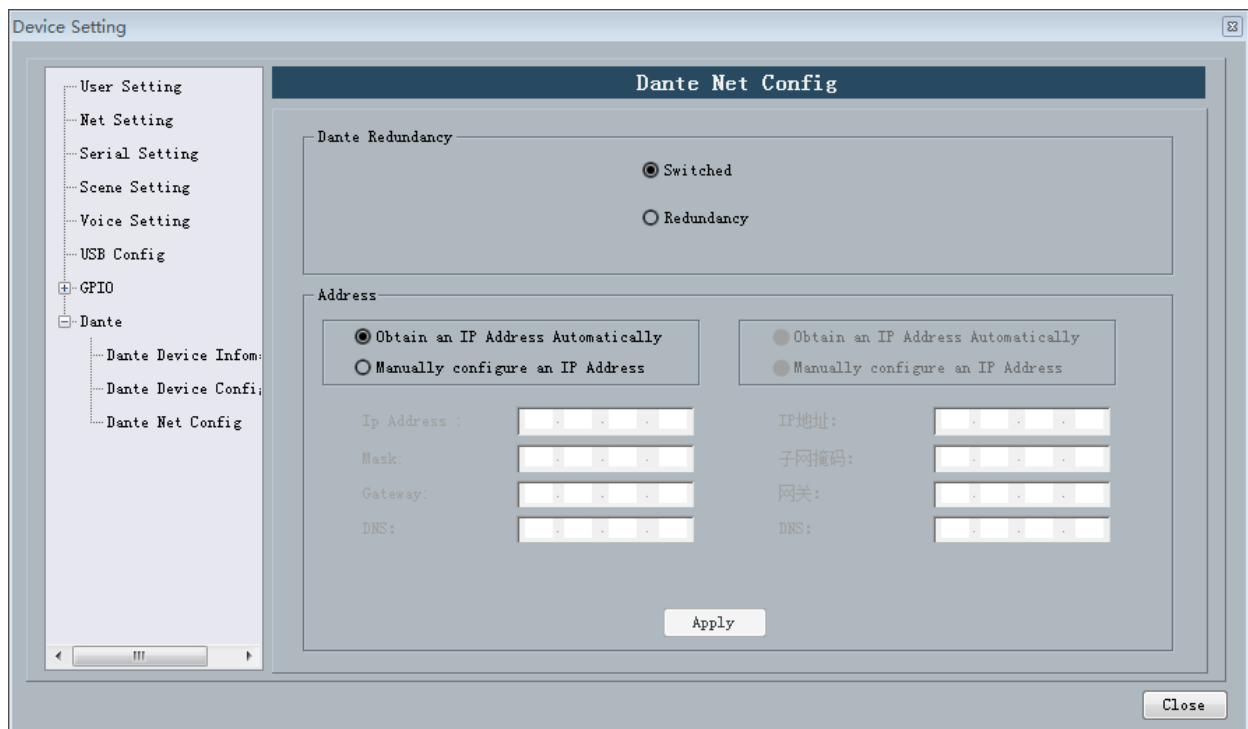 Device Setting
User Setting
Net Setting
Serial Setting
Scene Setting
Voice Setting
USB Config
GPIO
Dante
Dante Device Infom
Dante Device Confi
Dante Net Config
Dante Net Config
Dante Redundancy
Switched
Redundancy
Address
Obtain an IP Address Automatically
Manually configure an IP Address
Ip Address :
Mask:
Gateway:
DNS:
Obtain an IP Address Automatically
Manually configure an IP Address
IP地址:
子网掩码:
网关:
DNS:
Apply
Close